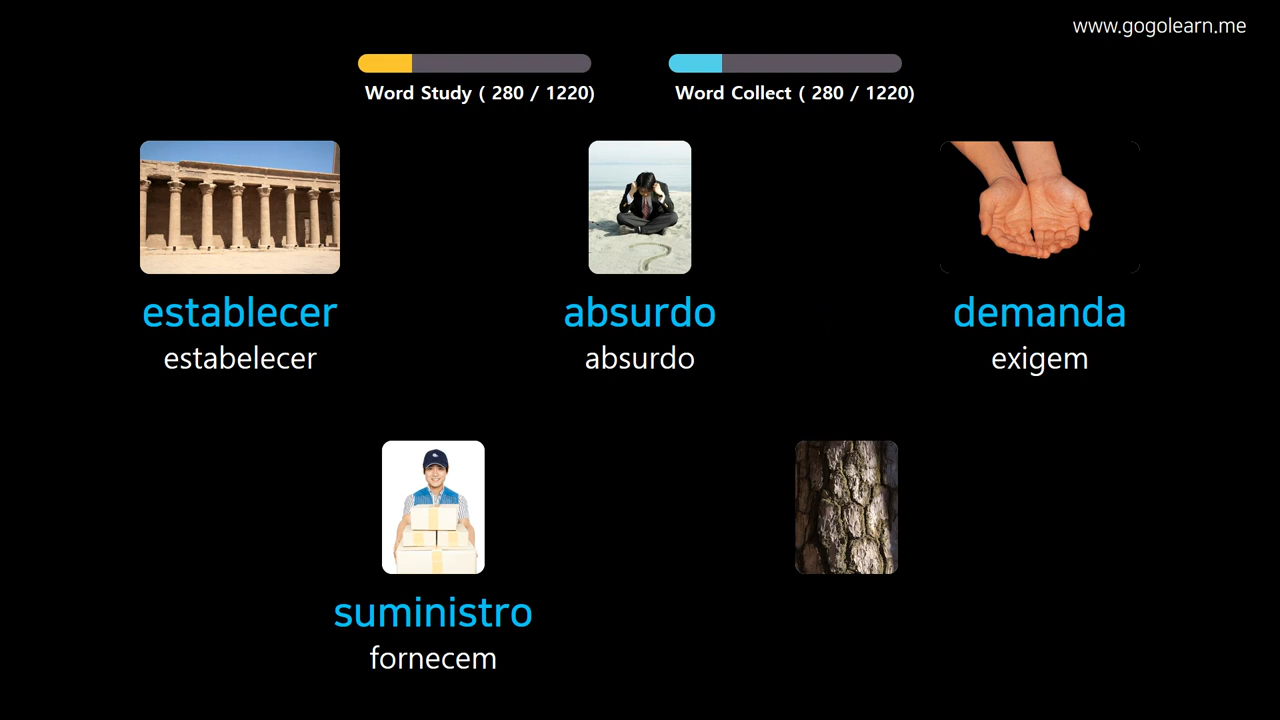 www.gogolearn.me
Word Study ( 280 / 1220)
Word Collect ( 280 / 1220)
establecer
estabelecer
absurdo
absurdo
demanda
exigem
suministro
fornecem